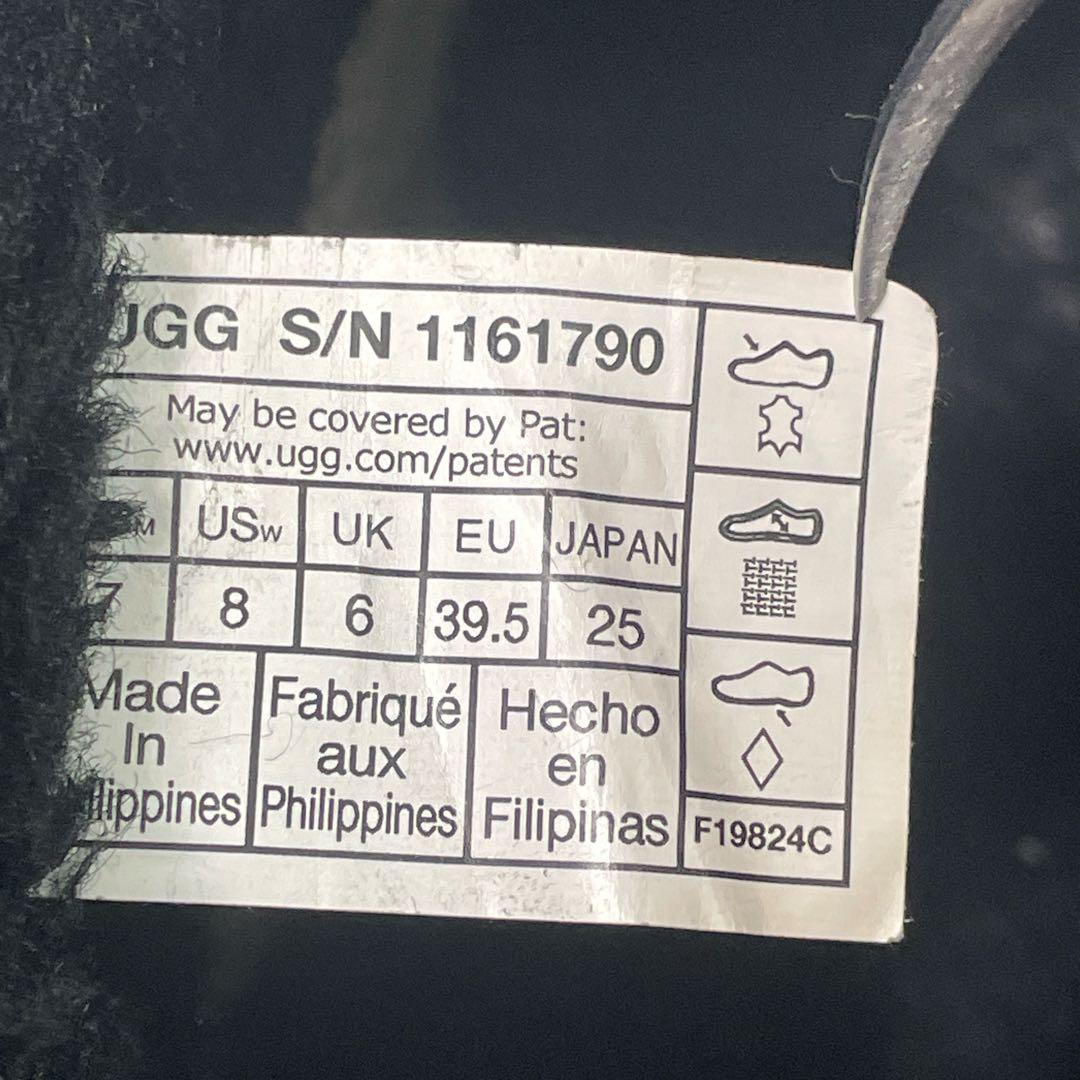 UGG S/N 1161790
May be covered by Pat:
www.ugg.com/patents
M USW UK EU JAPAN
7 8 6 39.5 25
Made Fabriqué Hecho
In aux en
Philippines Filipinas
F19824C